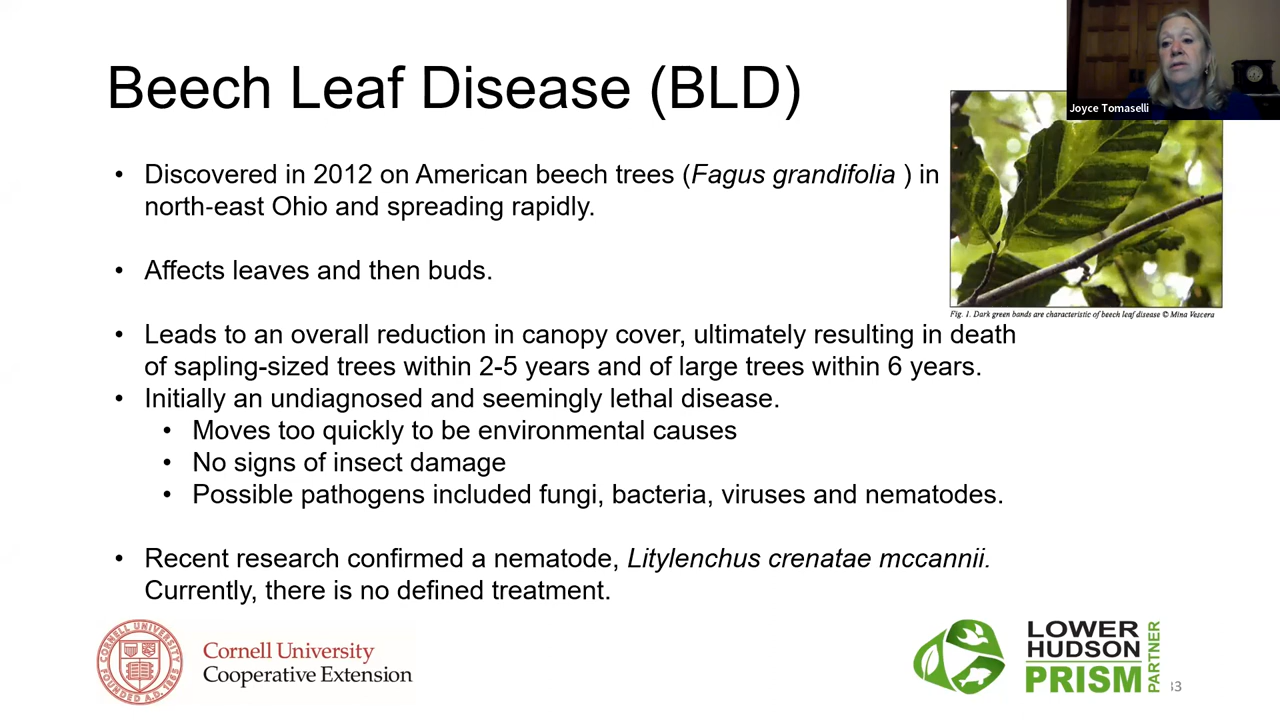 Beech Leaf Disease (BLD)
Joyce Tomaselli
• Discovered in 2012 on American beech trees (Fagus grandifolia ) in
north-east Ohio and spreading rapidly.
• Affects leaves and then buds.
Fig. 1. Dark green bands are characteristic of beech leaf disease © Mina Vescera
• Leads to an overall reduction in canopy cover, ultimately resulting in death
of sapling-sized trees within 2-5 years and of large trees within 6 years.
• Initially an undiagnosed and seemingly lethal disease.
• Moves too quickly to be environmental causes
• No signs of insect damage
• Possible pathogens included fungi, bacteria, viruses and nematodes.
• Recent research confirmed a nematode, Litylenchus crenatae mccannii.
Currently, there is no defined treatment.
CORNELL UNIVERSITY
FOUNDED A.D. 1865
Cornell University
Cooperative Extension
LOWER
HUDSON
PRISM
PARTNER
33